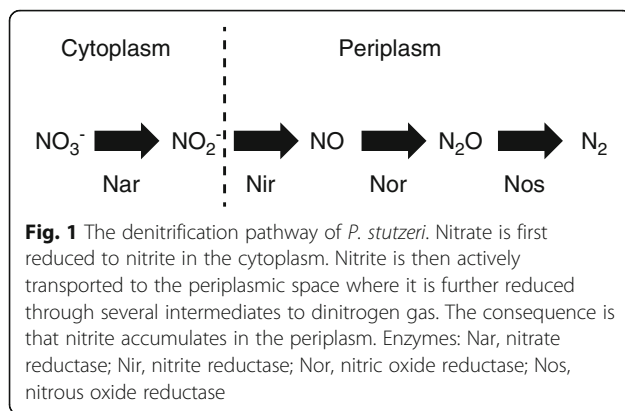 Cytoplasm Periplasm
NO₃⁻ NO₂⁻ NO N₂O N₂
Nar Nir Nor Nos
Fig. 1 The denitrification pathway of P. stutzeri. Nitrate is first
reduced to nitrite in the cytoplasm. Nitrite is then actively
transported to the periplasmic space where it is further reduced
through several intermediates to dinitrogen gas. The consequence is
that nitrite accumulates in the periplasm. Enzymes: Nar, nitrate
reductase; Nir, nitrite reductase; Nor, nitric oxide reductase; Nos,
nitrous oxide reductase